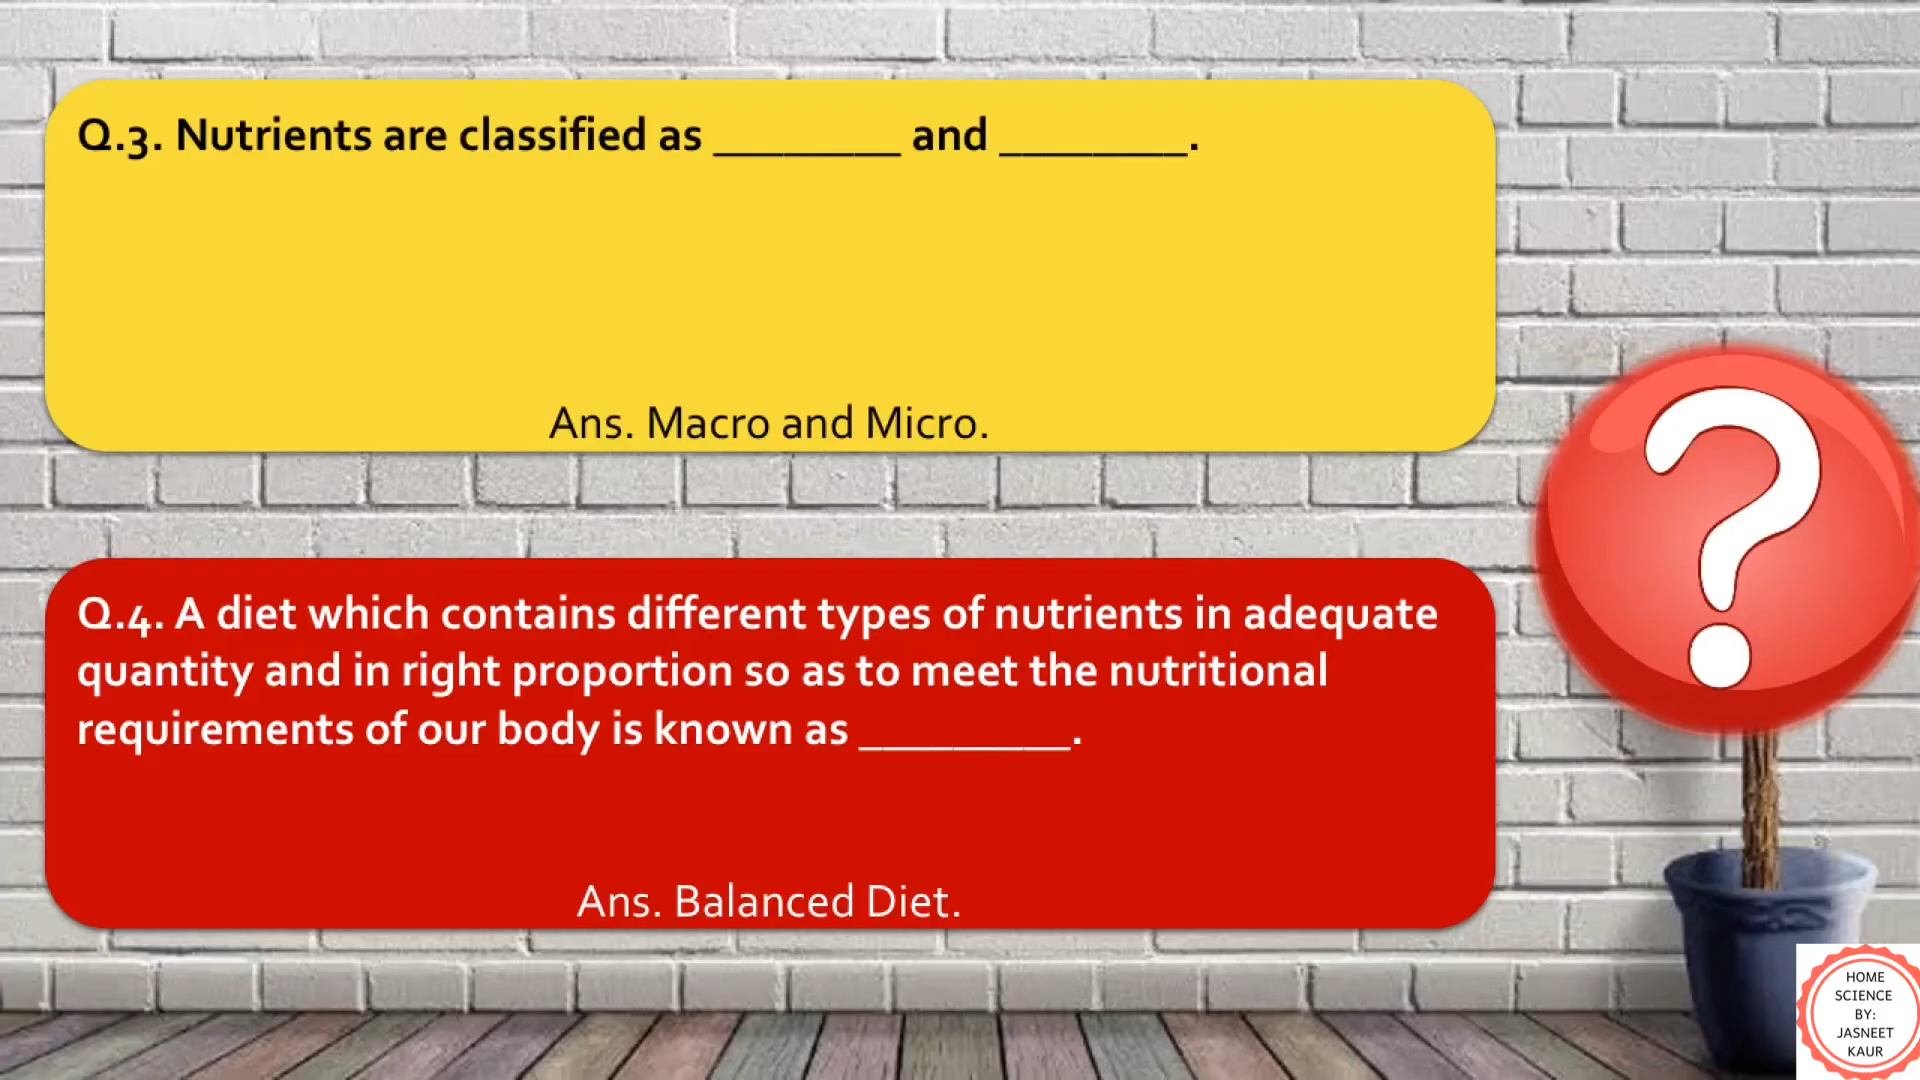 Q.3. Nutrients are classified as ________ and ________.
Ans. Macro and Micro.
Q.4. A diet which contains different types of nutrients in adequate
quantity and in right proportion so as to meet the nutritional
requirements of our body is known as _________.
Ans. Balanced Diet.
?
HOME
SCIENCE
BY:
JASNEET
KAUR